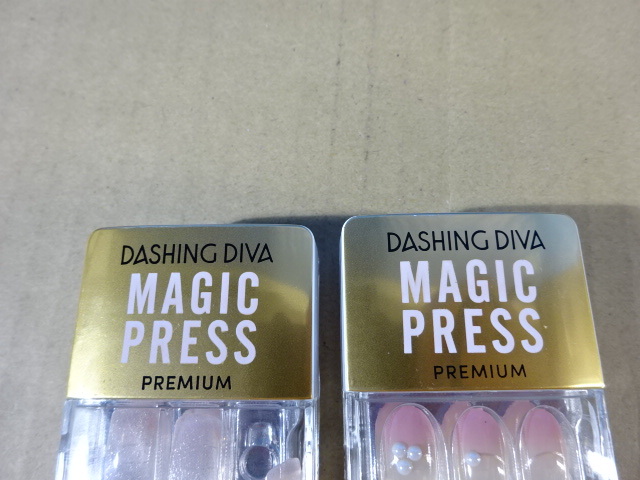 DASHING DIVA
MAGIC
PRESS
PREMIUM
DASHING DIVA
MAGIC
PRESS
PREMIUM